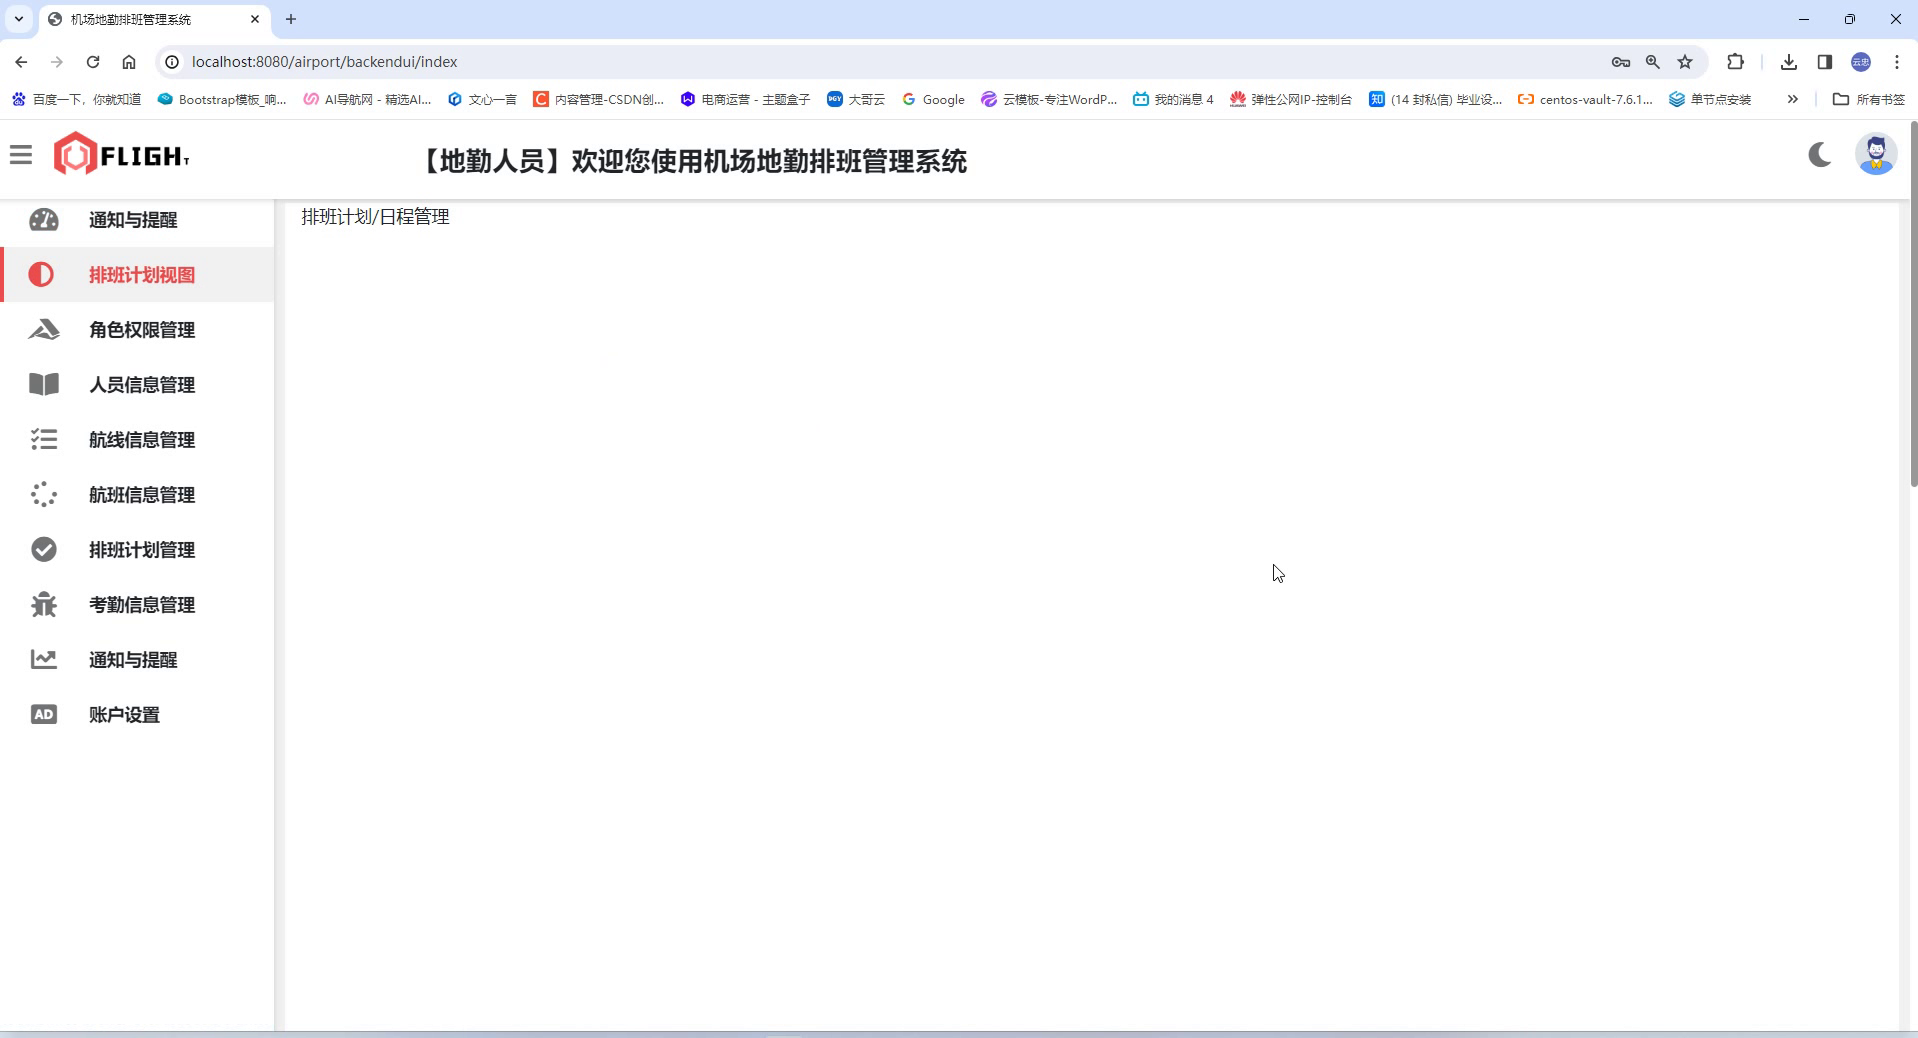 机场地勤排班管理系统
localhost:8080/airport/backendui/index
云忠
百度一下，你就知道
Bootstrap模板_响...
AI导航网 - 精选AI...
文心一言
内容管理-CSDN创...
电商运营 - 主题盒子
大哥云
Google
云模板-专注WordP...
我的消息 4
弹性公网IP-控制台
知
(14 封私信) 毕业设...
centos-vault-7.6.1...
单节点安装
所有书签
FLIGHT
【地勤人员】欢迎您使用机场地勤排班管理系统
通知与提醒
排班计划视图
角色权限管理
人员信息管理
航线信息管理
航班信息管理
排班计划管理
考勤信息管理
通知与提醒
AD 账户设置
排班计划/日程管理